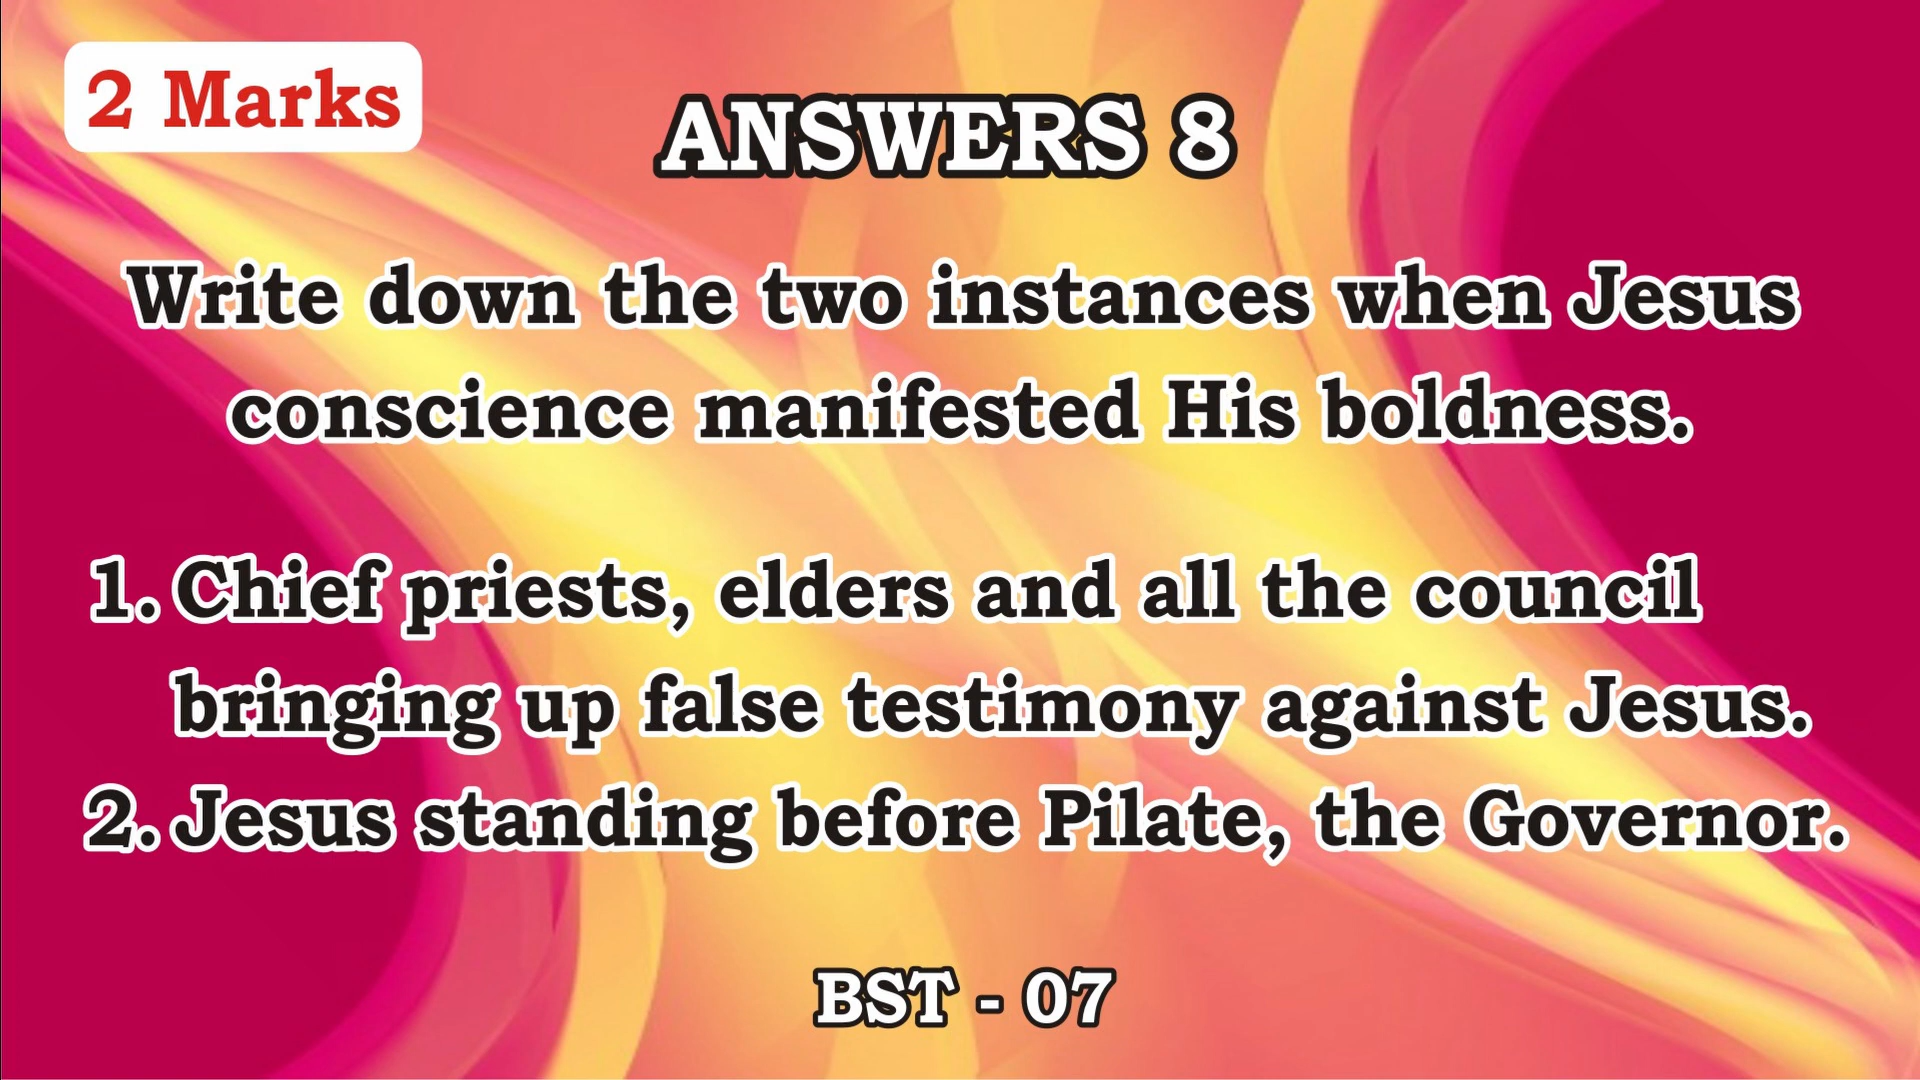 2 Marks
ANSWERS 8
Write down the two instances when Jesus
conscience manifested His boldness.
1. Chief priests, elders and all the council
bringing up false testimony against Jesus.
2. Jesus standing before Pilate, the Governor.
BST - 07